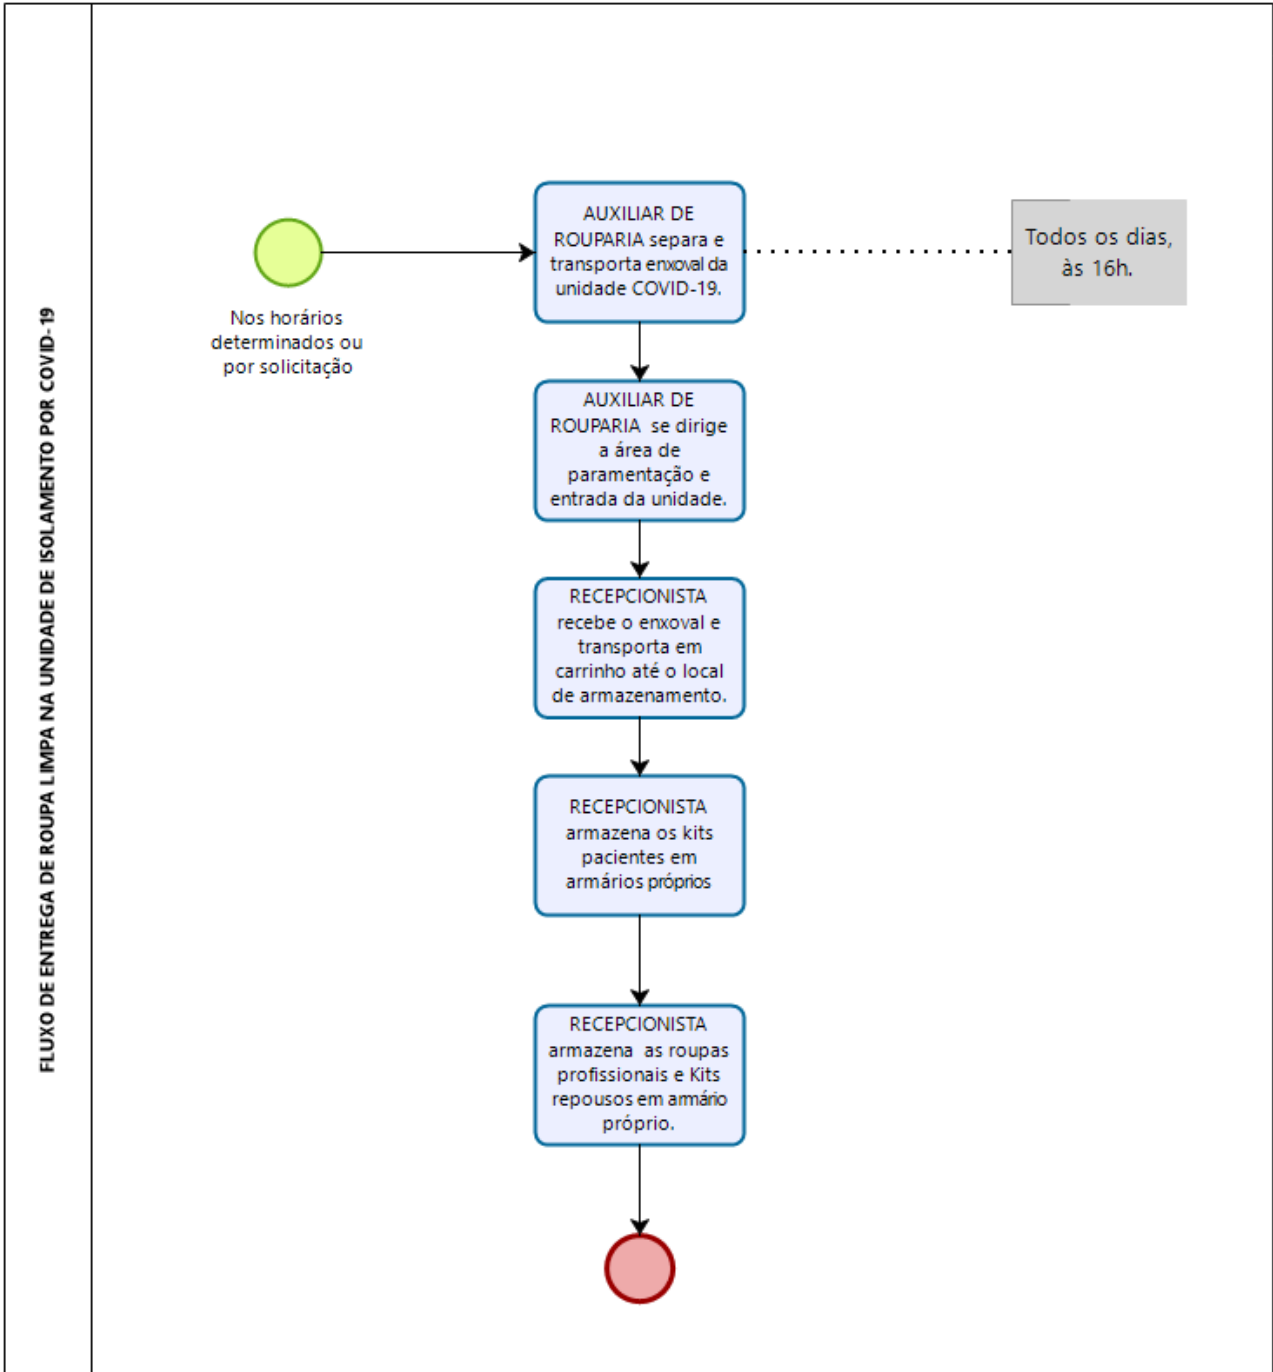 FLUXO DE ENTREGA DE ROUPA LIMPA NA UNIDADE DE ISOLAMENTO POR COVID-19
Nos horários
determinados ou
por solicitação
AUXILIAR DE
ROUPARIA separa e
transporta enxoval da
unidade COVID-19.
Todos os dias,
às 16h.
AUXILIAR DE
ROUPARIA se dirige
a área de
paramentação e
entrada da unidade.
RECEPCIONISTA
recebe o enxoval e
transporta em
carrinho até o local
de armazenamento.
RECEPCIONISTA
armazena os kits
pacientes em
armários próprios
RECEPCIONISTA
armazena as roupas
profissionais e Kits
repousos em armário
próprio.